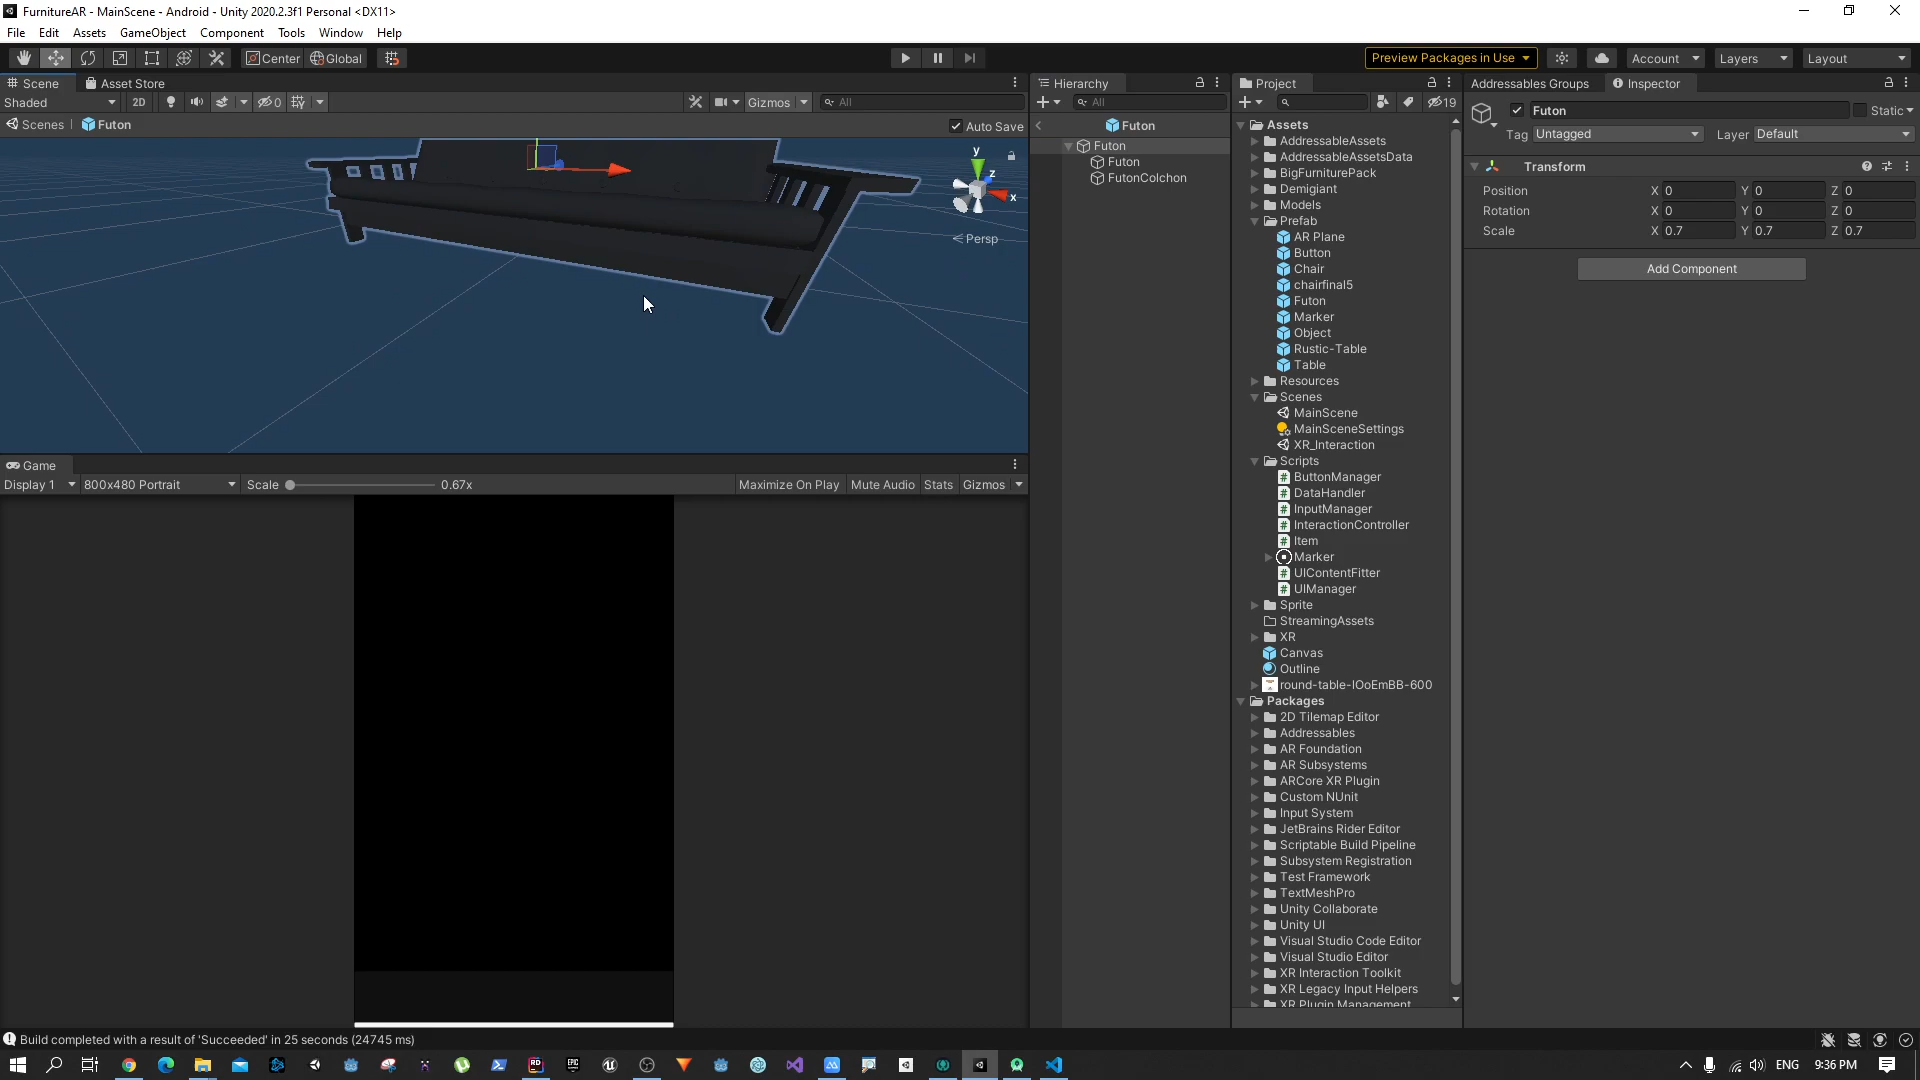 FurnitureAR - MainScene - Android - Unity 2020.2.3f1 Personal <DX11>
File Edit Assets GameObject Component Tools Window Help
Center Global Preview Packages in Use Account Layers Layout
Scene Asset Store
Shaded 2D 0 Gizmos All
Scenes Futon Auto Save
y
z
x
Persp
Game
Display 1 800x480 Portrait Scale 0.67x Maximize On Play Mute Audio Stats Gizmos
Hierarchy
All
Futon
Futon
Futon
FutonColchon
Project
19
Assets
AddressableAssets
AddressableAssetsData
BigFurniturePack
Demigiant
Models
Prefab
AR Plane
Button
Chair
chairfinal5
Futon
Marker
Object
Rustic-Table
Table
Resources
Scenes
MainScene
MainSceneSettings
XR_Interaction
Scripts
ButtonManager
DataHandler
InputManager
InteractionController
Item
Marker
UIContentFitter
UIManager
Sprite
StreamingAssets
XR
Canvas
Outline
round-table-lOoEmBB-600
Packages
2D Tilemap Editor
Addressables
AR Foundation
AR Subsystems
ARCore XR Plugin
Custom NUnit
Input System
JetBrains Rider Editor
Scriptable Build Pipeline
Subsystem Registration
Test Framework
TextMeshPro
Unity Collaborate
Unity UI
Visual Studio Code Editor
Visual Studio Editor
XR Interaction Toolkit
XR Legacy Input Helpers
XR Plugin Management
Addressables Groups Inspector
Futon Static
Tag Untagged Layer Default
Transform
Position X 0 Y 0 Z 0
Rotation X 0 Y 0 Z 0
Scale X 0.7 Y 0.7 Z 0.7
Add Component
Build completed with a result of 'Succeeded' in 25 seconds (24745 ms)
ENG 9:36 PM